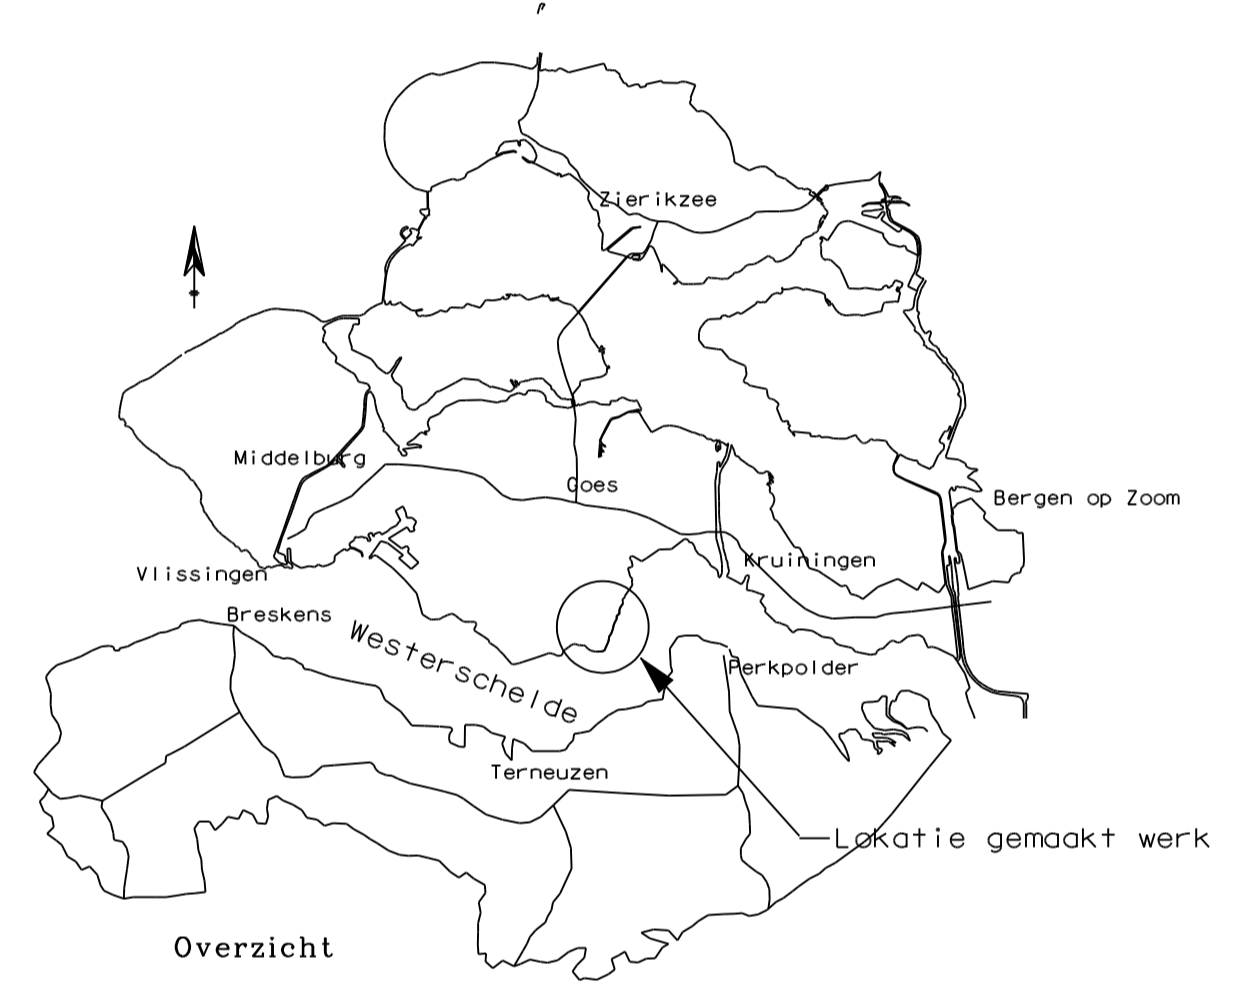 Zierikzee
Middelburg
Goes
Bergen op Zoom
Kruiningen
Vlissingen
Breskens
Westerschelde
Perkpolder
Terneuzen
Lokatie gemaakt werk
Overzicht